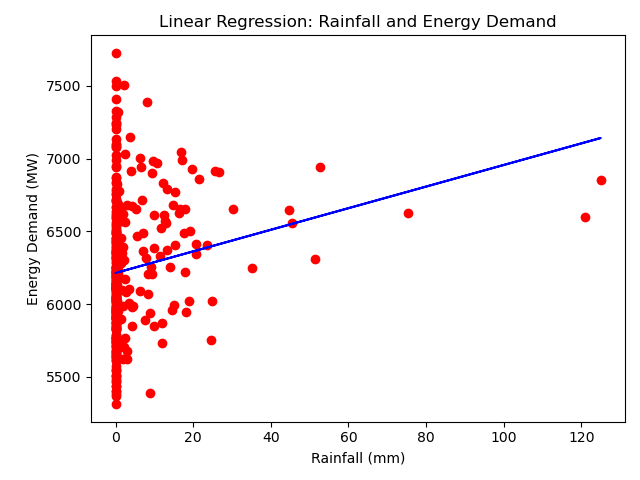 Linear Regression: Rainfall and Energy Demand
Energy Demand (MW)
7500
7000
6500
6000
5500
0 20 40 60 80 100 120
Rainfall (mm)